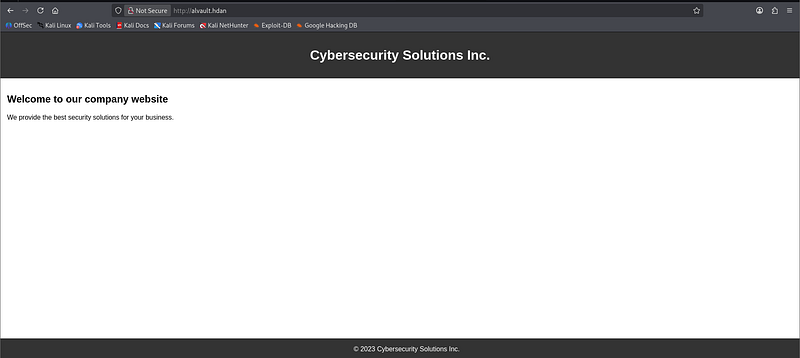 Not Secure http://alvault.hdan
OffSec Kali Linux Kali Tools Kali Docs Kali Forums Kali NetHunter Exploit-DB Google Hacking DB
Cybersecurity Solutions Inc.
Welcome to our company website
We provide the best security solutions for your business.
© 2023 Cybersecurity Solutions Inc.